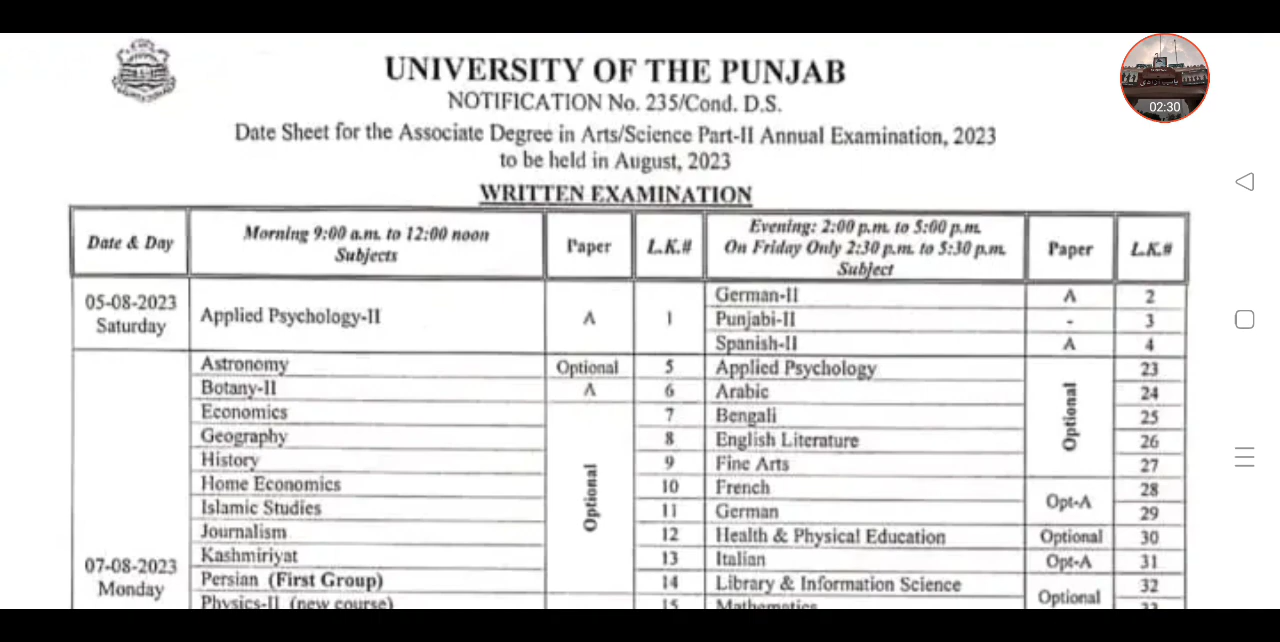 UNIVERSITY OF THE PUNJAB
NOTIFICATION No. 235/Cond. D.S.
Date Sheet for the Associate Degree in Arts/Science Part-II Annual Examination, 2023
to be held in August, 2023
WRITTEN EXAMINATION
Date & Day
Morning 9:00 a.m. to 12:00 noon
Subjects
Paper
L.K.#
Evening: 2:00 p.m. to 5:00 p.m.
On Friday Only 2:30 p.m. to 5:30 p.m.
Subject
Paper
L.K.#
05-08-2023
Saturday
Applied Psychology-II A 1
German-II A 2
Punjabi-II - 3
Spanish-II A 4
07-08-2023
Monday
Astronomy Optional 5 Applied Psychology 23
Botany-II A 6 Arabic 24
Economics 7 Bengali 25
Geography 8 English Literature 26
History 9 Fine Arts 27
Home Economics 10 French 28
Islamic Studies 11 German 29
Journalism 12 Health & Physical Education Optional 30
Kashmiriyat 13 Italian Opt-A 31
Persian (First Group) 14 Library & Information Science 32
Physics-II (new course) 15 Mathematics 33
Optional
Optional
Opt-A
Optional
02:30